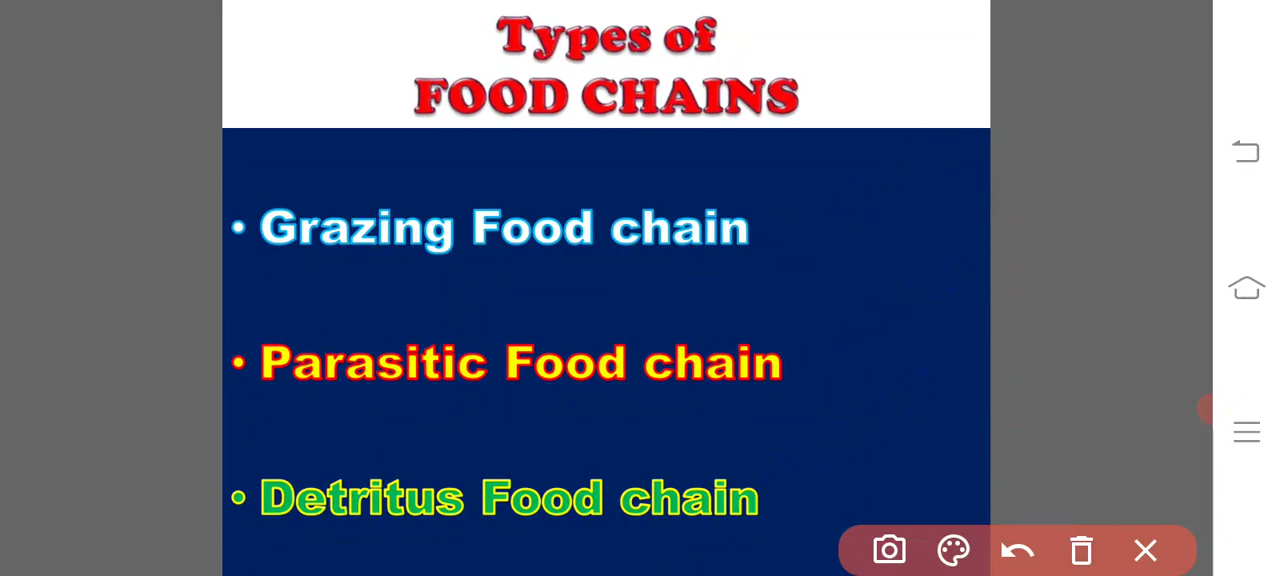 Types of
FOOD CHAINS
• Grazing Food chain
• Parasitic Food chain
• Detritus Food chain